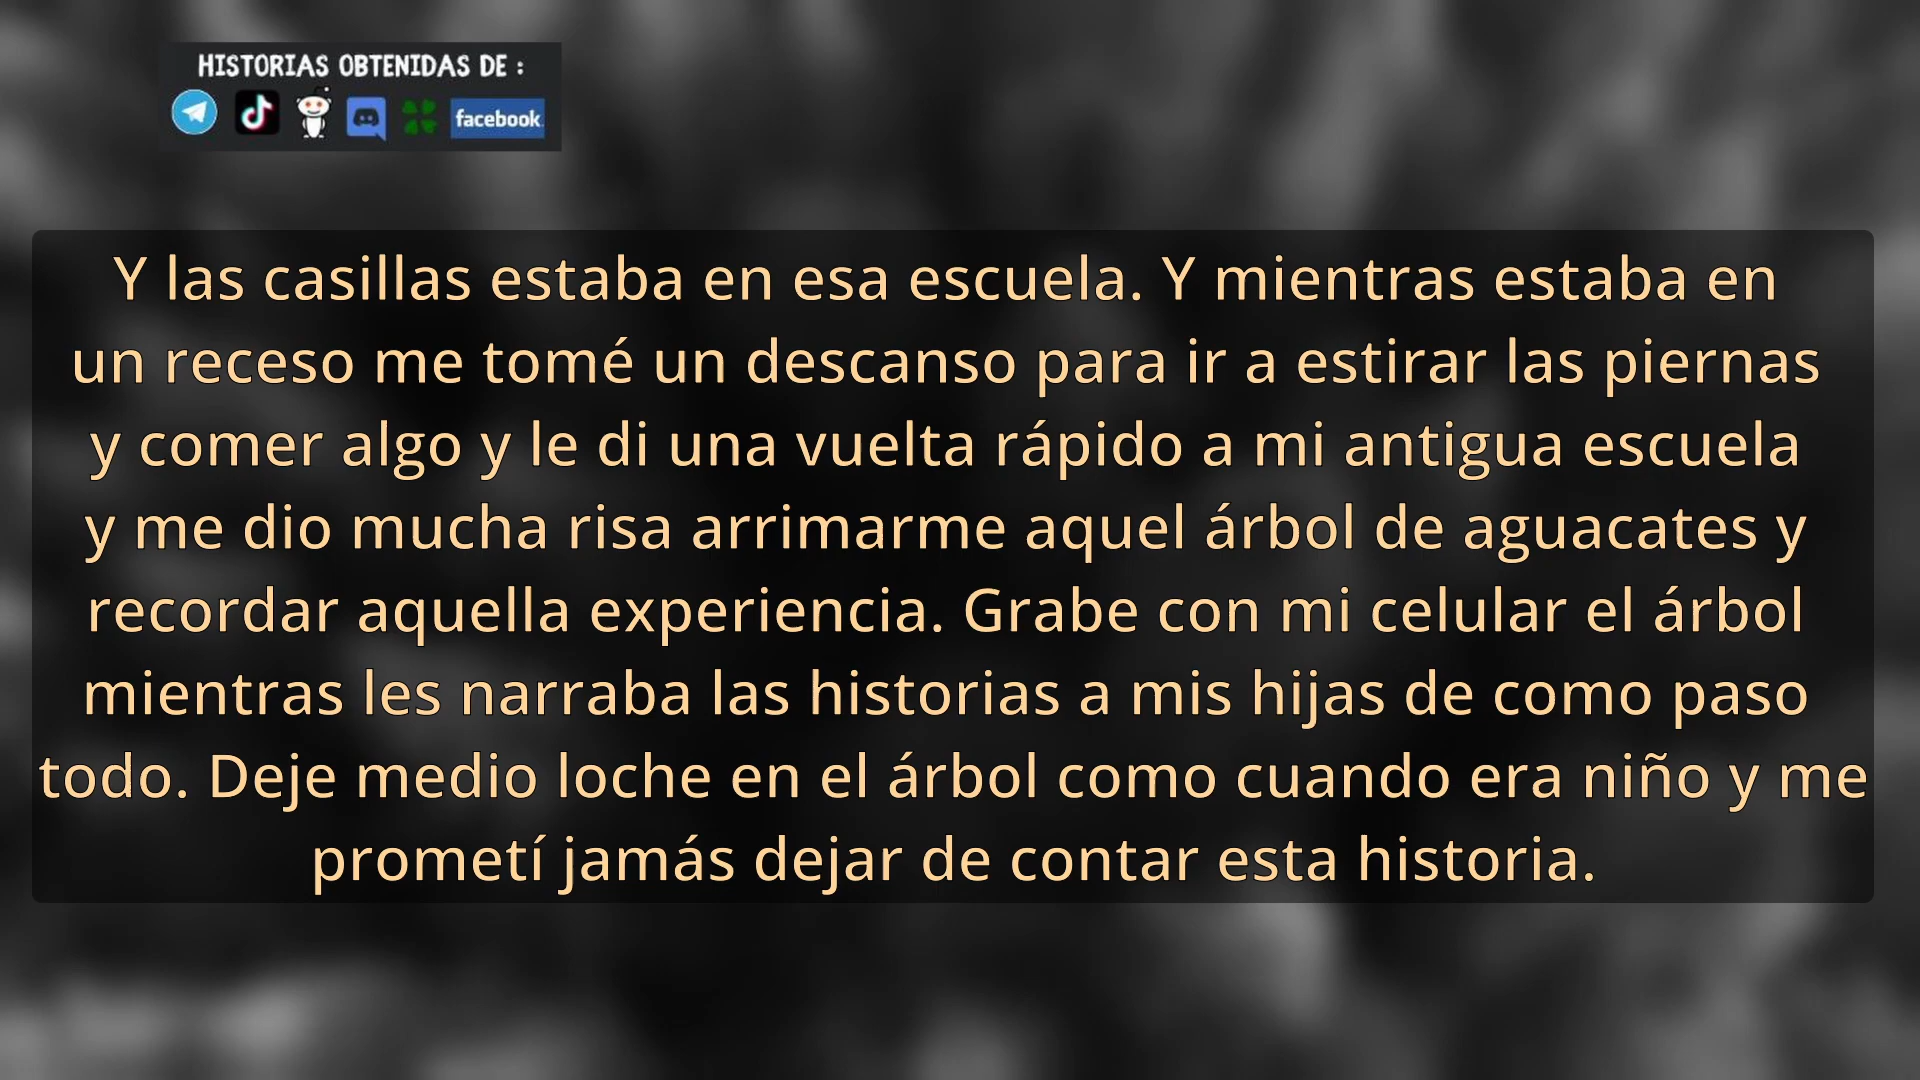 HISTORIAS OBTENIDAS DE :
facebook
Y las casillas estaba en esa escuela. Y mientras estaba en
un receso me tomé un descanso para ir a estirar las piernas
y comer algo y le di una vuelta rápido a mi antigua escuela
y me dio mucha risa arrimarme aquel árbol de aguacates y
recordar aquella experiencia. Grabe con mi celular el árbol
mientras les narraba las historias a mis hijas de como paso
todo. Deje medio loche en el árbol como cuando era niño y me
prometí jamás dejar de contar esta historia.